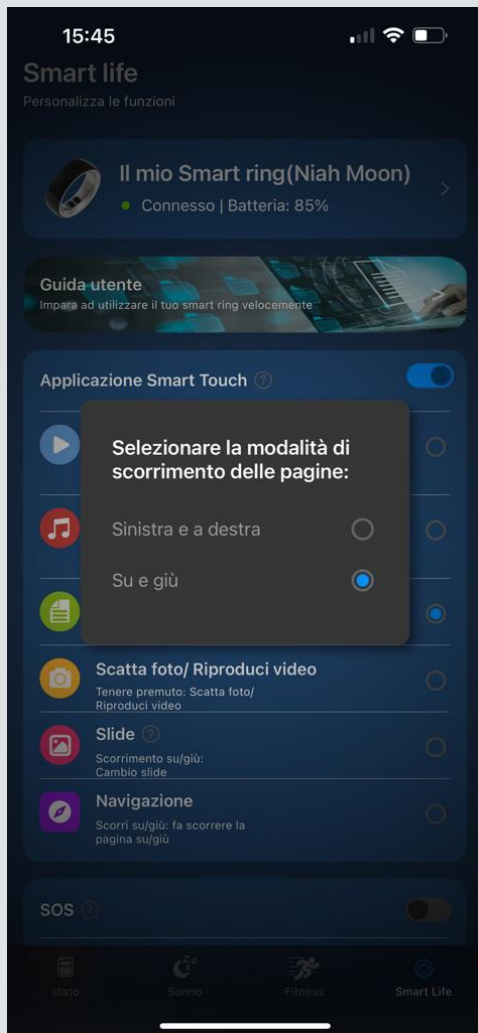 15:45
Smart life
Personalizza le funzioni
Il mio Smart ring(Niah Moon)
Connesso | Batteria: 85%
Guida utente
Impara ad utilizzare il tuo smart ring velocemente
Applicazione Smart Touch ?
Selezionare la modalità di
scorrimento delle pagine:
Sinistra e a destra
Su e giù
Scatta foto/ Riproduci video
Tenere premuto: Scatta foto/
Riproduci video
Slide ?
Scorrimento su/giù:
Cambio slide
Navigazione
Scorri su/giù: fa scorrere la
pagina su/giù
SOS ?
stato
Sonno
Fitness
Smart Life